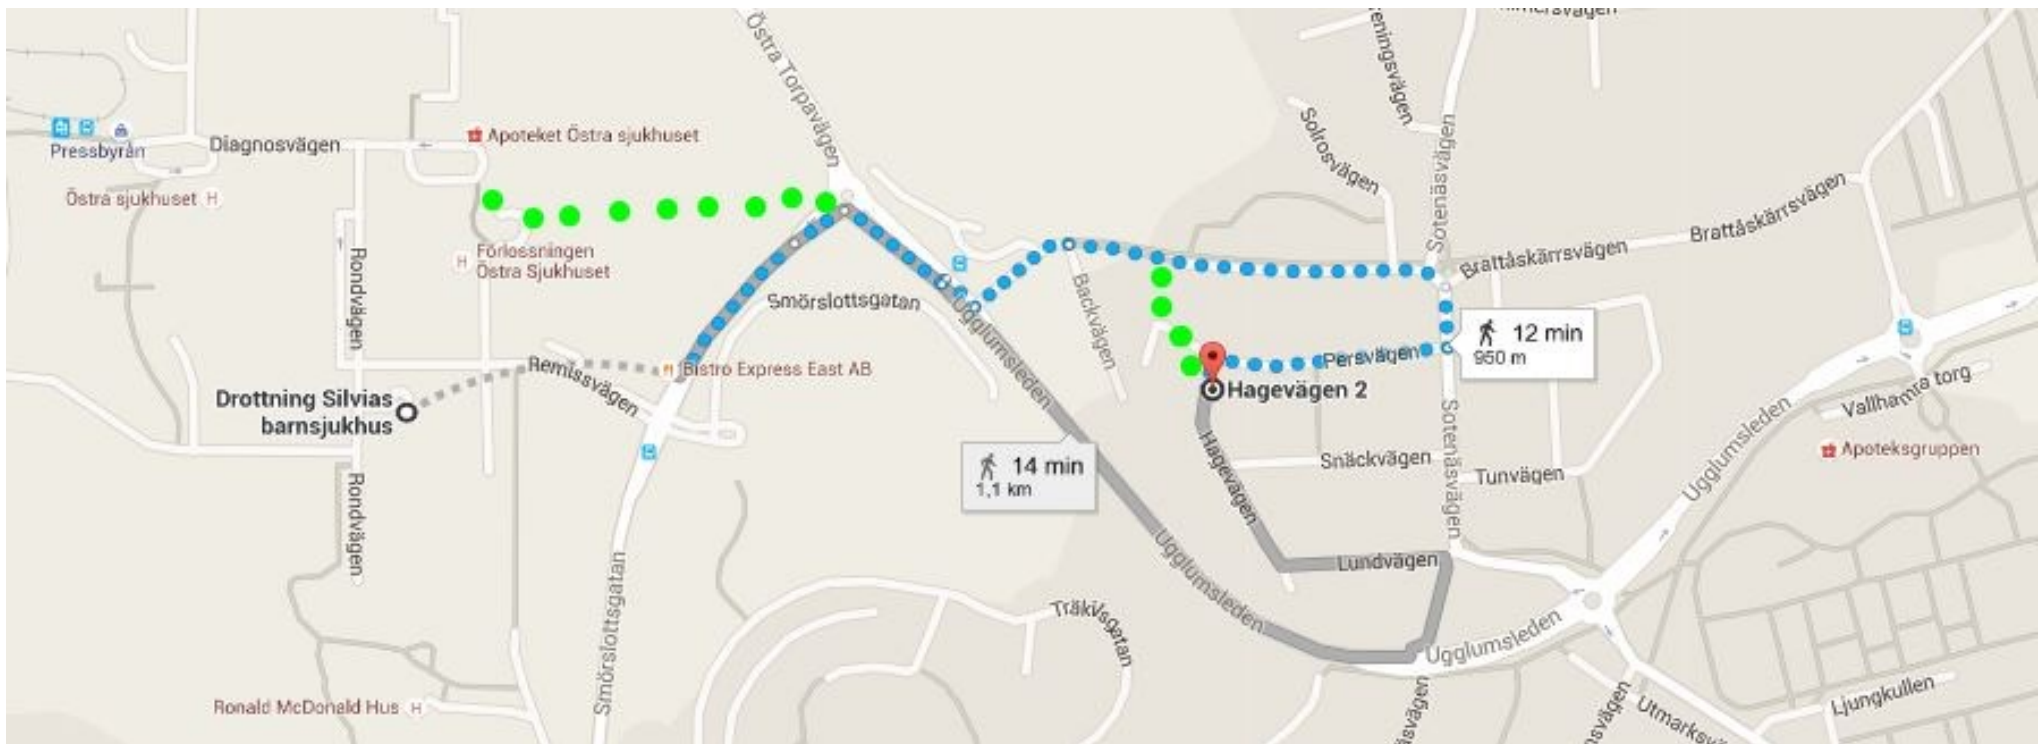 Östra Torpavägen
Solrosvägen
Sotenäsvägen
Pressbyrån
Diagnosvägen
Apoteket Östra sjukhuset
Östra sjukhuset H
H Förlossningen
Östra Sjukhuset
Rondvägen
Smörslottsgatan
Backvägen
Brattåskärrsvägen
Brattåskärrsvägen
12 min
950 m
Persvägen
Bistro Express East AB
Remissvägen
Drottning Silvias
barnsjukhus
Hagevägen 2
Ugglumsleden
Vallhamra torg
Apoteksgruppen
14 min
1,1 km
Hagevägen
Snäckvägen
Sotenäsvägen
Tunvägen
Ugglumsleden
Rondvägen
Ugglumsleden
Lundvägen
Smörslottsgatan
Träkilsgatan
Ugglumsleden
Ronald McDonald Hus H
Ljungkullen